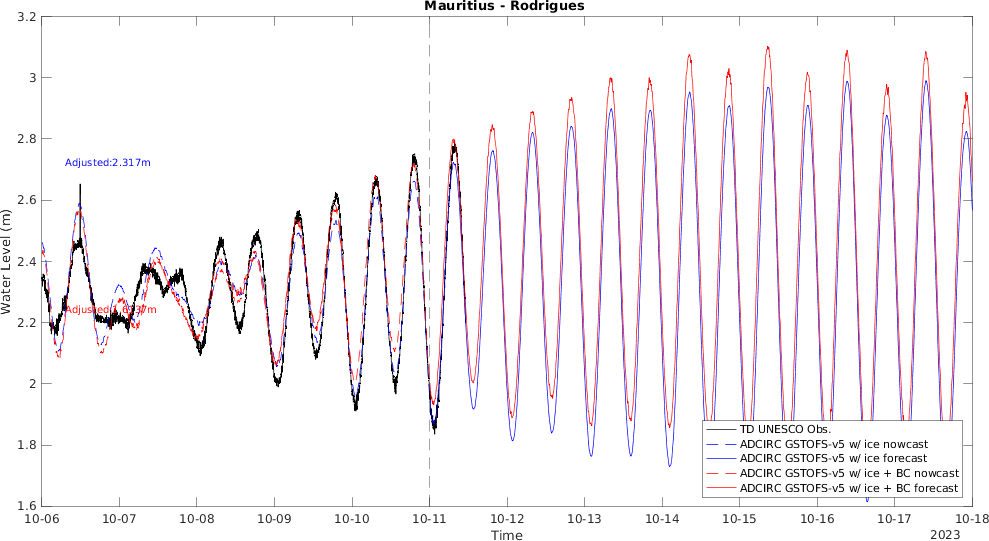 Mauritius - Rodrigues
Water Level (m)
3.2
3
2.8
2.6
2.4
2.2
2
1.8
1.6
Adjusted:2.317m
TD UNESCO Obs.
ADCIRC GSTOFS-v5 w/ ice nowcast
ADCIRC GSTOFS-v5 w/ ice forecast
ADCIRC GSTOFS-v5 w/ ice + BC nowcast
ADCIRC GSTOFS-v5 w/ ice + BC forecast
10-06 10-07 10-08 10-09 10-10 10-11 10-12 10-13 10-14 10-15 10-16 10-17 10-18
Time
2023